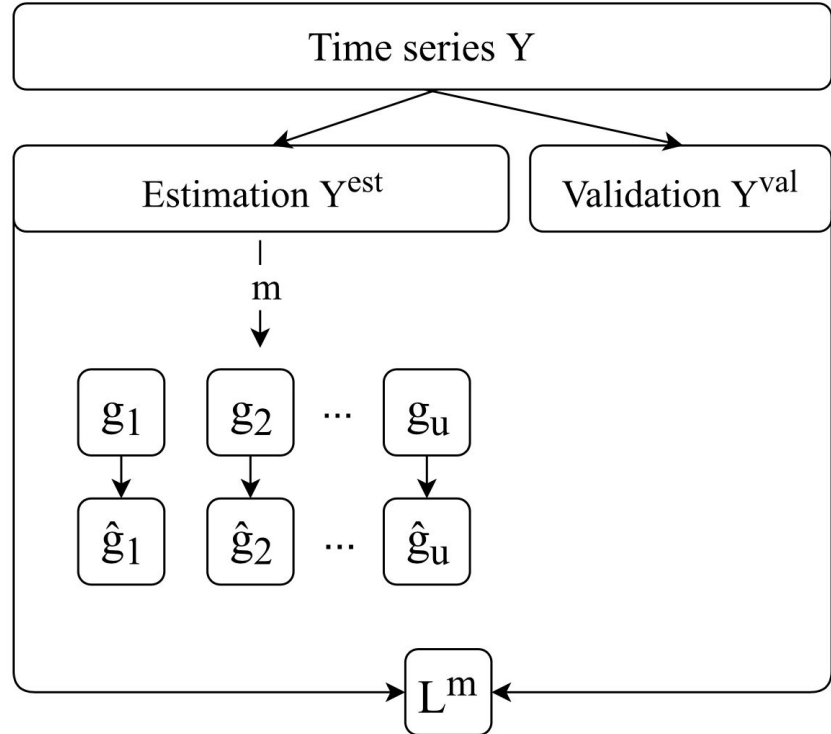 Time series Y
Estimation Y^est Validation Y^val
m
g₁ g₂ ... gᵤ
ĝ₁ ĝ₂ ... ĝᵤ
L^m